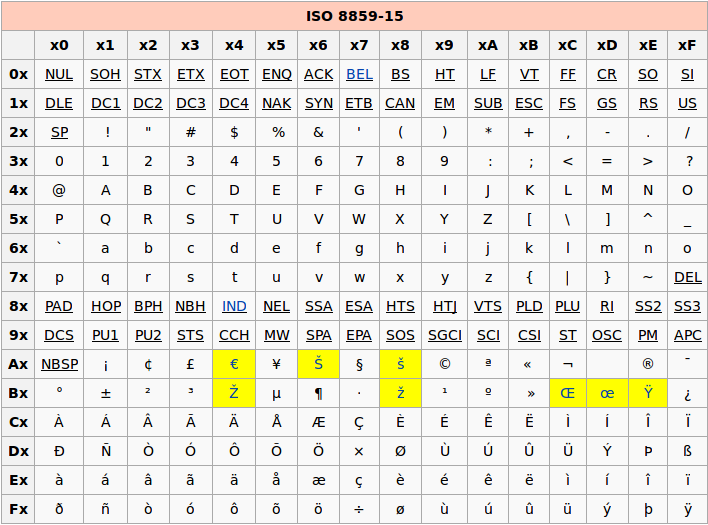 ISO 8859-15
x0 x1 x2 x3 x4 x5 x6 x7 x8 x9 xA xB xC xD xE xF
0x NUL SOH STX ETX EOT ENQ ACK BEL BS HT LF VT FF CR SO SI
1x DLE DC1 DC2 DC3 DC4 NAK SYN ETB CAN EM SUB ESC FS GS RS US
2x SP ! " # $ % & ' ( ) * + , - . /
3x 0 1 2 3 4 5 6 7 8 9 : ; < = > ?
4x @ A B C D E F G H I J K L M N O
5x P Q R S T U V W X Y Z [ \ ] ^ _
6x ` a b c d e f g h i j k l m n o
7x p q r s t u v w x y z { | } ~ DEL
8x PAD HOP BPH NBH IND NEL SSA ESA HTS HTJ VTS PLD PLU RI SS2 SS3
9x DCS PU1 PU2 STS CCH MW SPA EPA SOS SGCI SCI CSI ST OSC PM APC
Ax NBSP ¡ ¢ £ € ¥ Š § š © ª « ¬ ® ¯
Bx ° ± ² ³ Ž µ ¶ · ž ¹ º » Œ œ Ÿ ¿
Cx À Á Â Ã Ä Å Æ Ç È É Ê Ë Ì Í Î Ï
Dx Ð Ñ Ò Ó Ô Õ Ö × Ø Ù Ú Û Ü Ý Þ ß
Ex à á â ã ä å æ ç è é ê ë ì í î ï
Fx ð ñ ò ó ô õ ö ÷ ø ù ú û ü ý þ ÿ